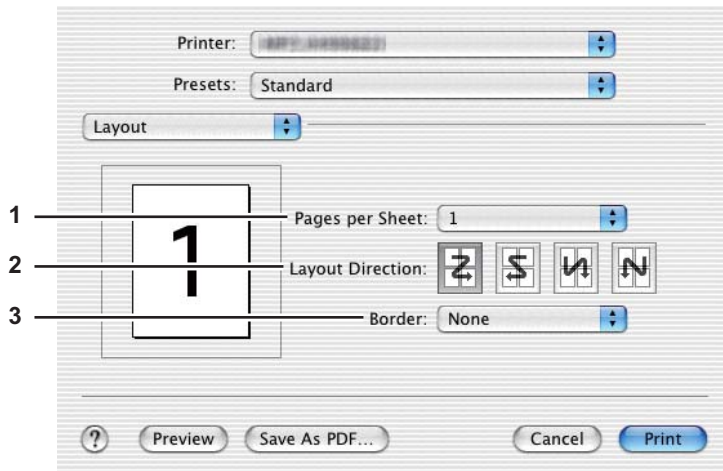 Printer:
Presets: Standard
Layout
1
1 Pages per Sheet: 1
2 Layout Direction:
3 Border: None
? Preview Save As PDF... Cancel Print